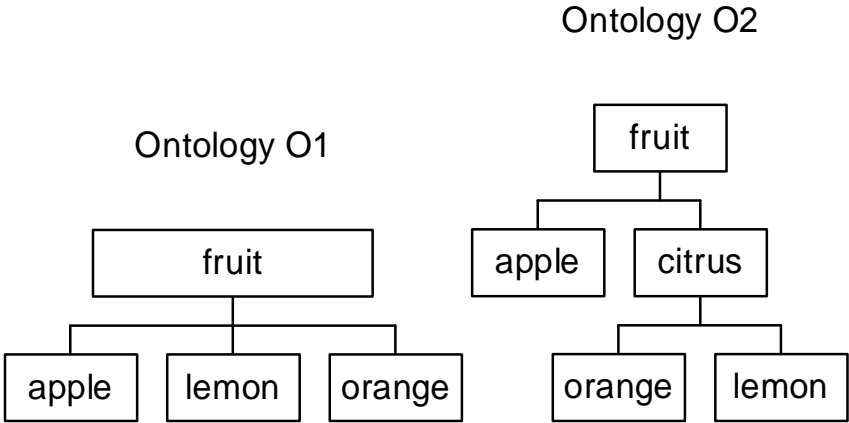 Ontology O2
fruit
apple citrus
orange lemon
Ontology O1
fruit
apple lemon orange